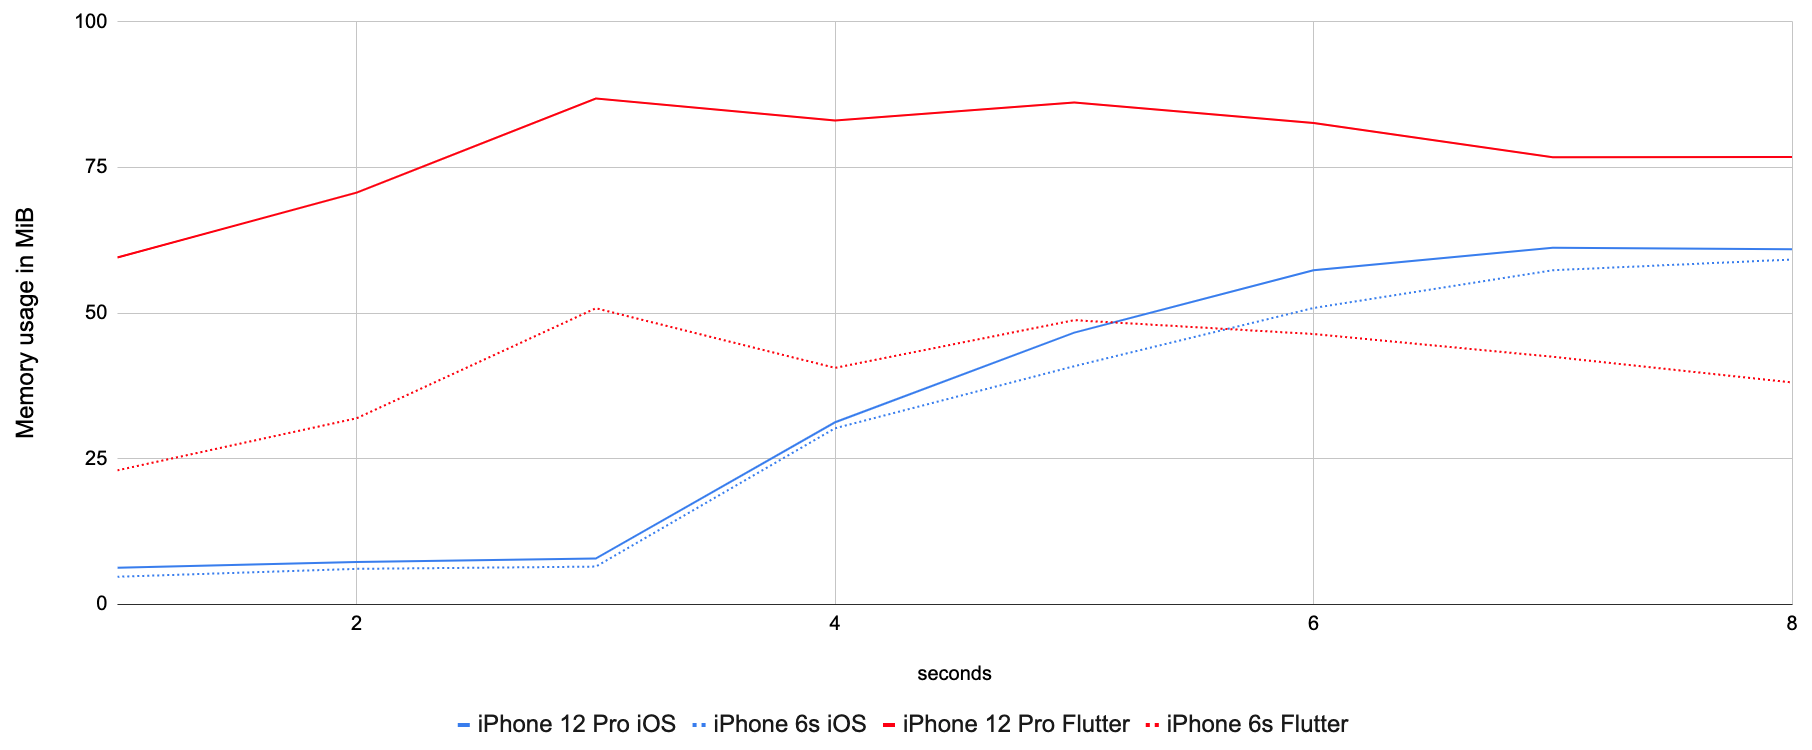 Memory usage in MiB
100
75
50
25
0
2 4 6 8
seconds
iPhone 12 Pro iOS iPhone 6s iOS iPhone 12 Pro Flutter iPhone 6s Flutter